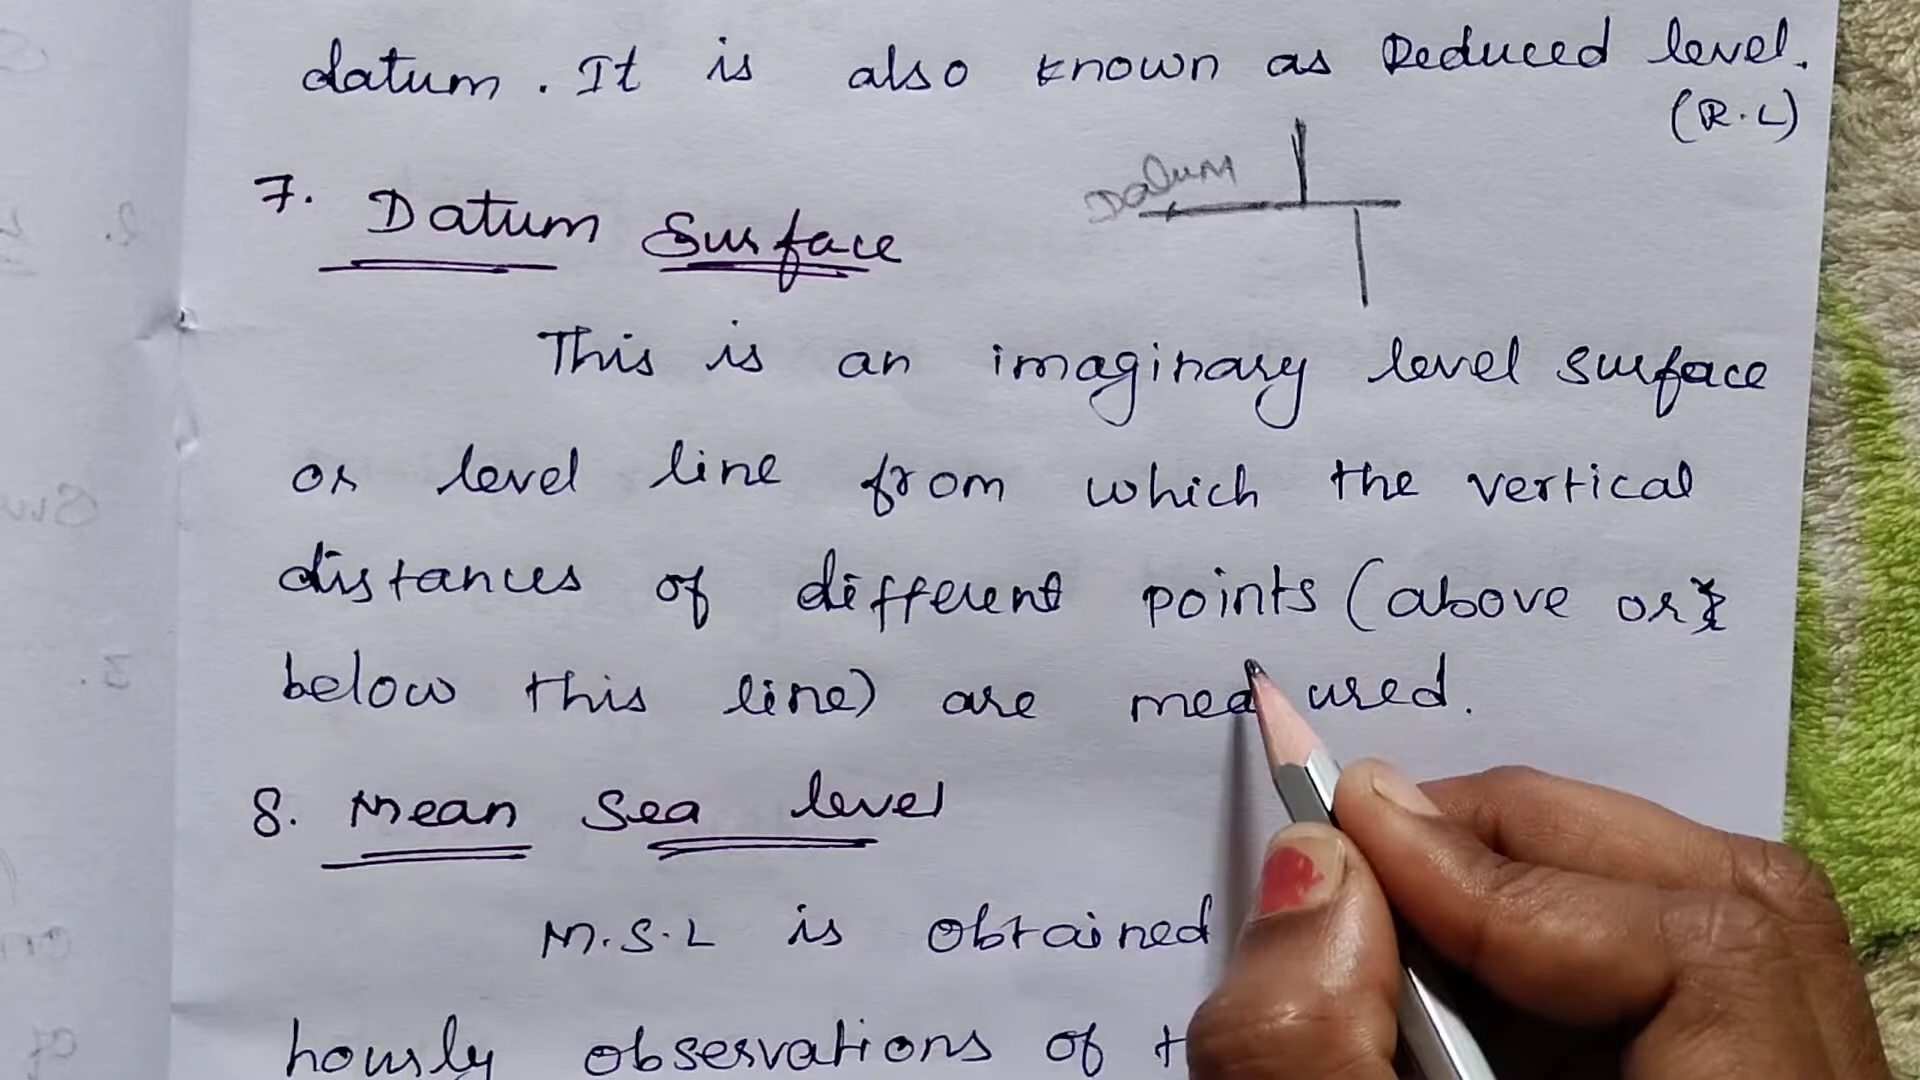 datum. It is also known as Reduced level.
(R.L)
Datum
7. Datum Surface
This is an imaginary level surface
or level line from which the vertical
distances of different points (above or
below this line) are measured.
8. Mean Sea level
M.S.L is obtained
hourly observations of